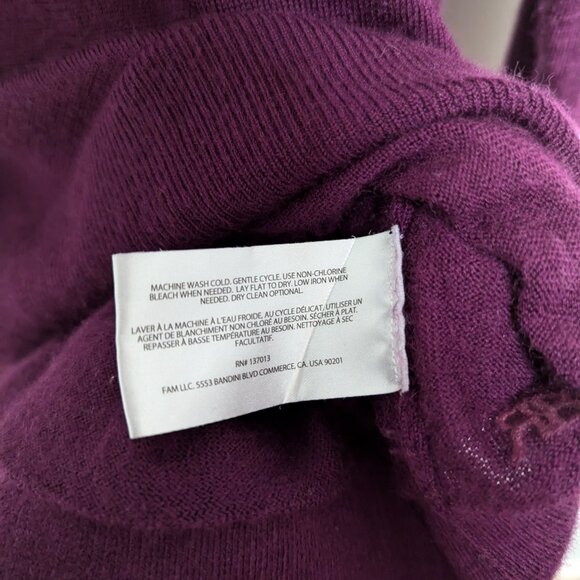 MACHINE WASH COLD. GENTLE CYCLE. USE NON-CHLORINE
BLEACH WHEN NEEDED. LAY FLAT TO DRY. LOW IRON WHEN
NEEDED. DRY CLEAN OPTIONAL.
LAVER À LA MACHINE À L'EAU FROIDE, AU CYCLE DÉLICAT, UTILISER UN
AGENT DE BLANCHIMENT NON CHLORÉ AU BESOIN. SÉCHER À PLAT.
REPASSER À BASSE TEMPÉRATURE AU BESOIN. NETTOYAGE À SEC
FACULTATIF.
RN# 137013
FAM LLC. 5553 BANDINI BLVD COMMERCE, CA. USA 90201